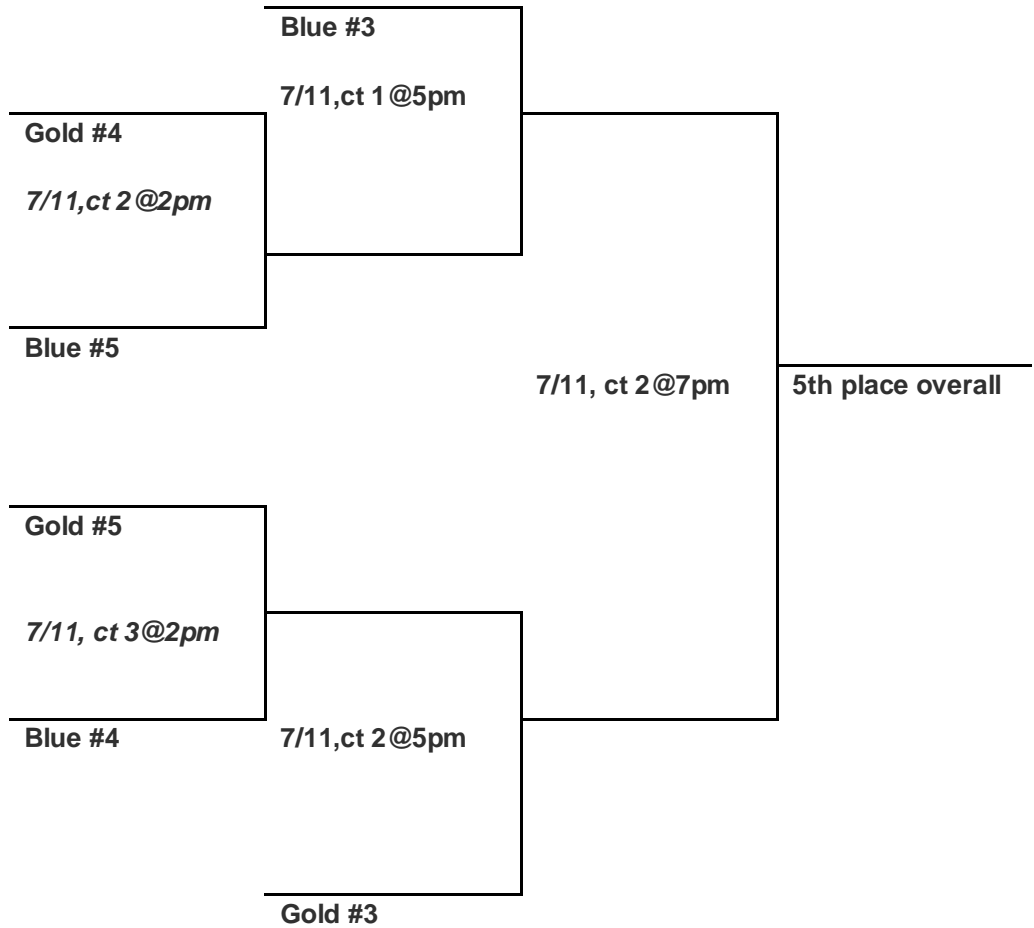 Blue #3
7/11,ct 1@5pm
Gold #4
7/11,ct 2@2pm
Blue #5
7/11, ct 2@7pm
5th place overall
Gold #5
7/11, ct 3@2pm
Blue #4
7/11,ct 2@5pm
Gold #3